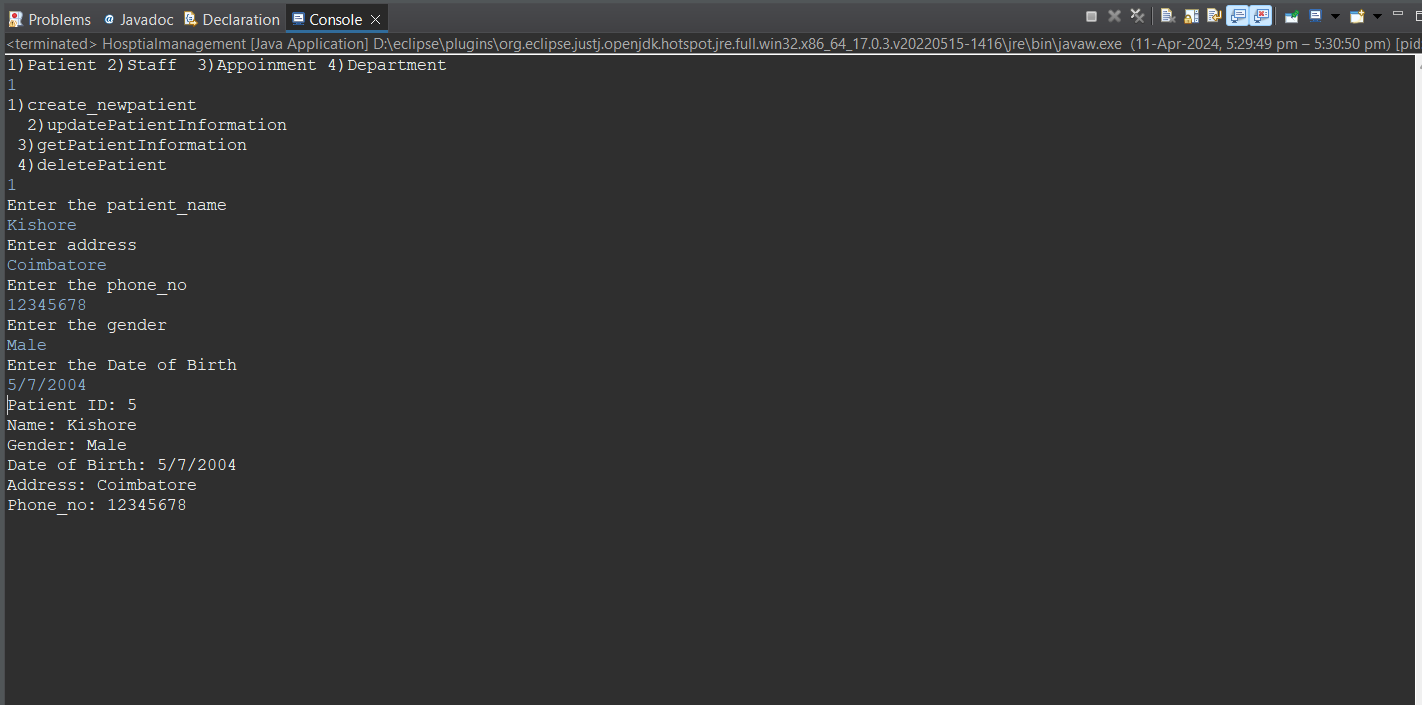 Problems Javadoc Declaration Console
<terminated> Hosptialmanagement [Java Application] D:\eclipse\plugins\org.eclipse.justj.openjdk.hotspot.jre.full.win32.x86_64_17.0.3.v20220515-1416\jre\bin\javaw.exe (11-Apr-2024, 5:29:49 pm – 5:30:50 pm) [pid
1)Patient 2)Staff  3)Appoinment 4)Department
1
1)create_newpatient
  2)updatePatientInformation
 3)getPatientInformation
 4)deletePatient
1
Enter the patient_name
Kishore
Enter address
Coimbatore
Enter the phone_no
12345678
Enter the gender
Male
Enter the Date of Birth
5/7/2004
Patient ID: 5
Name: Kishore
Gender: Male
Date of Birth: 5/7/2004
Address: Coimbatore
Phone_no: 12345678